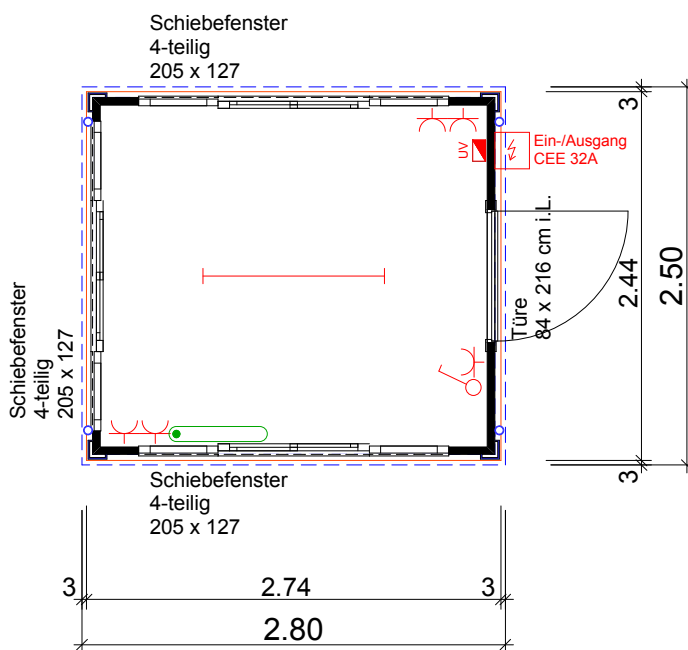 Schiebefenster
4-teilig
205 x 127
3
UV
Ein-/Ausgang
CEE 32A
Türe
84 x 216 cm i.L.
2.44
2.50
Schiebefenster
4-teilig
205 x 127
3
Schiebefenster
4-teilig
205 x 127
3
2.74
3
2.80